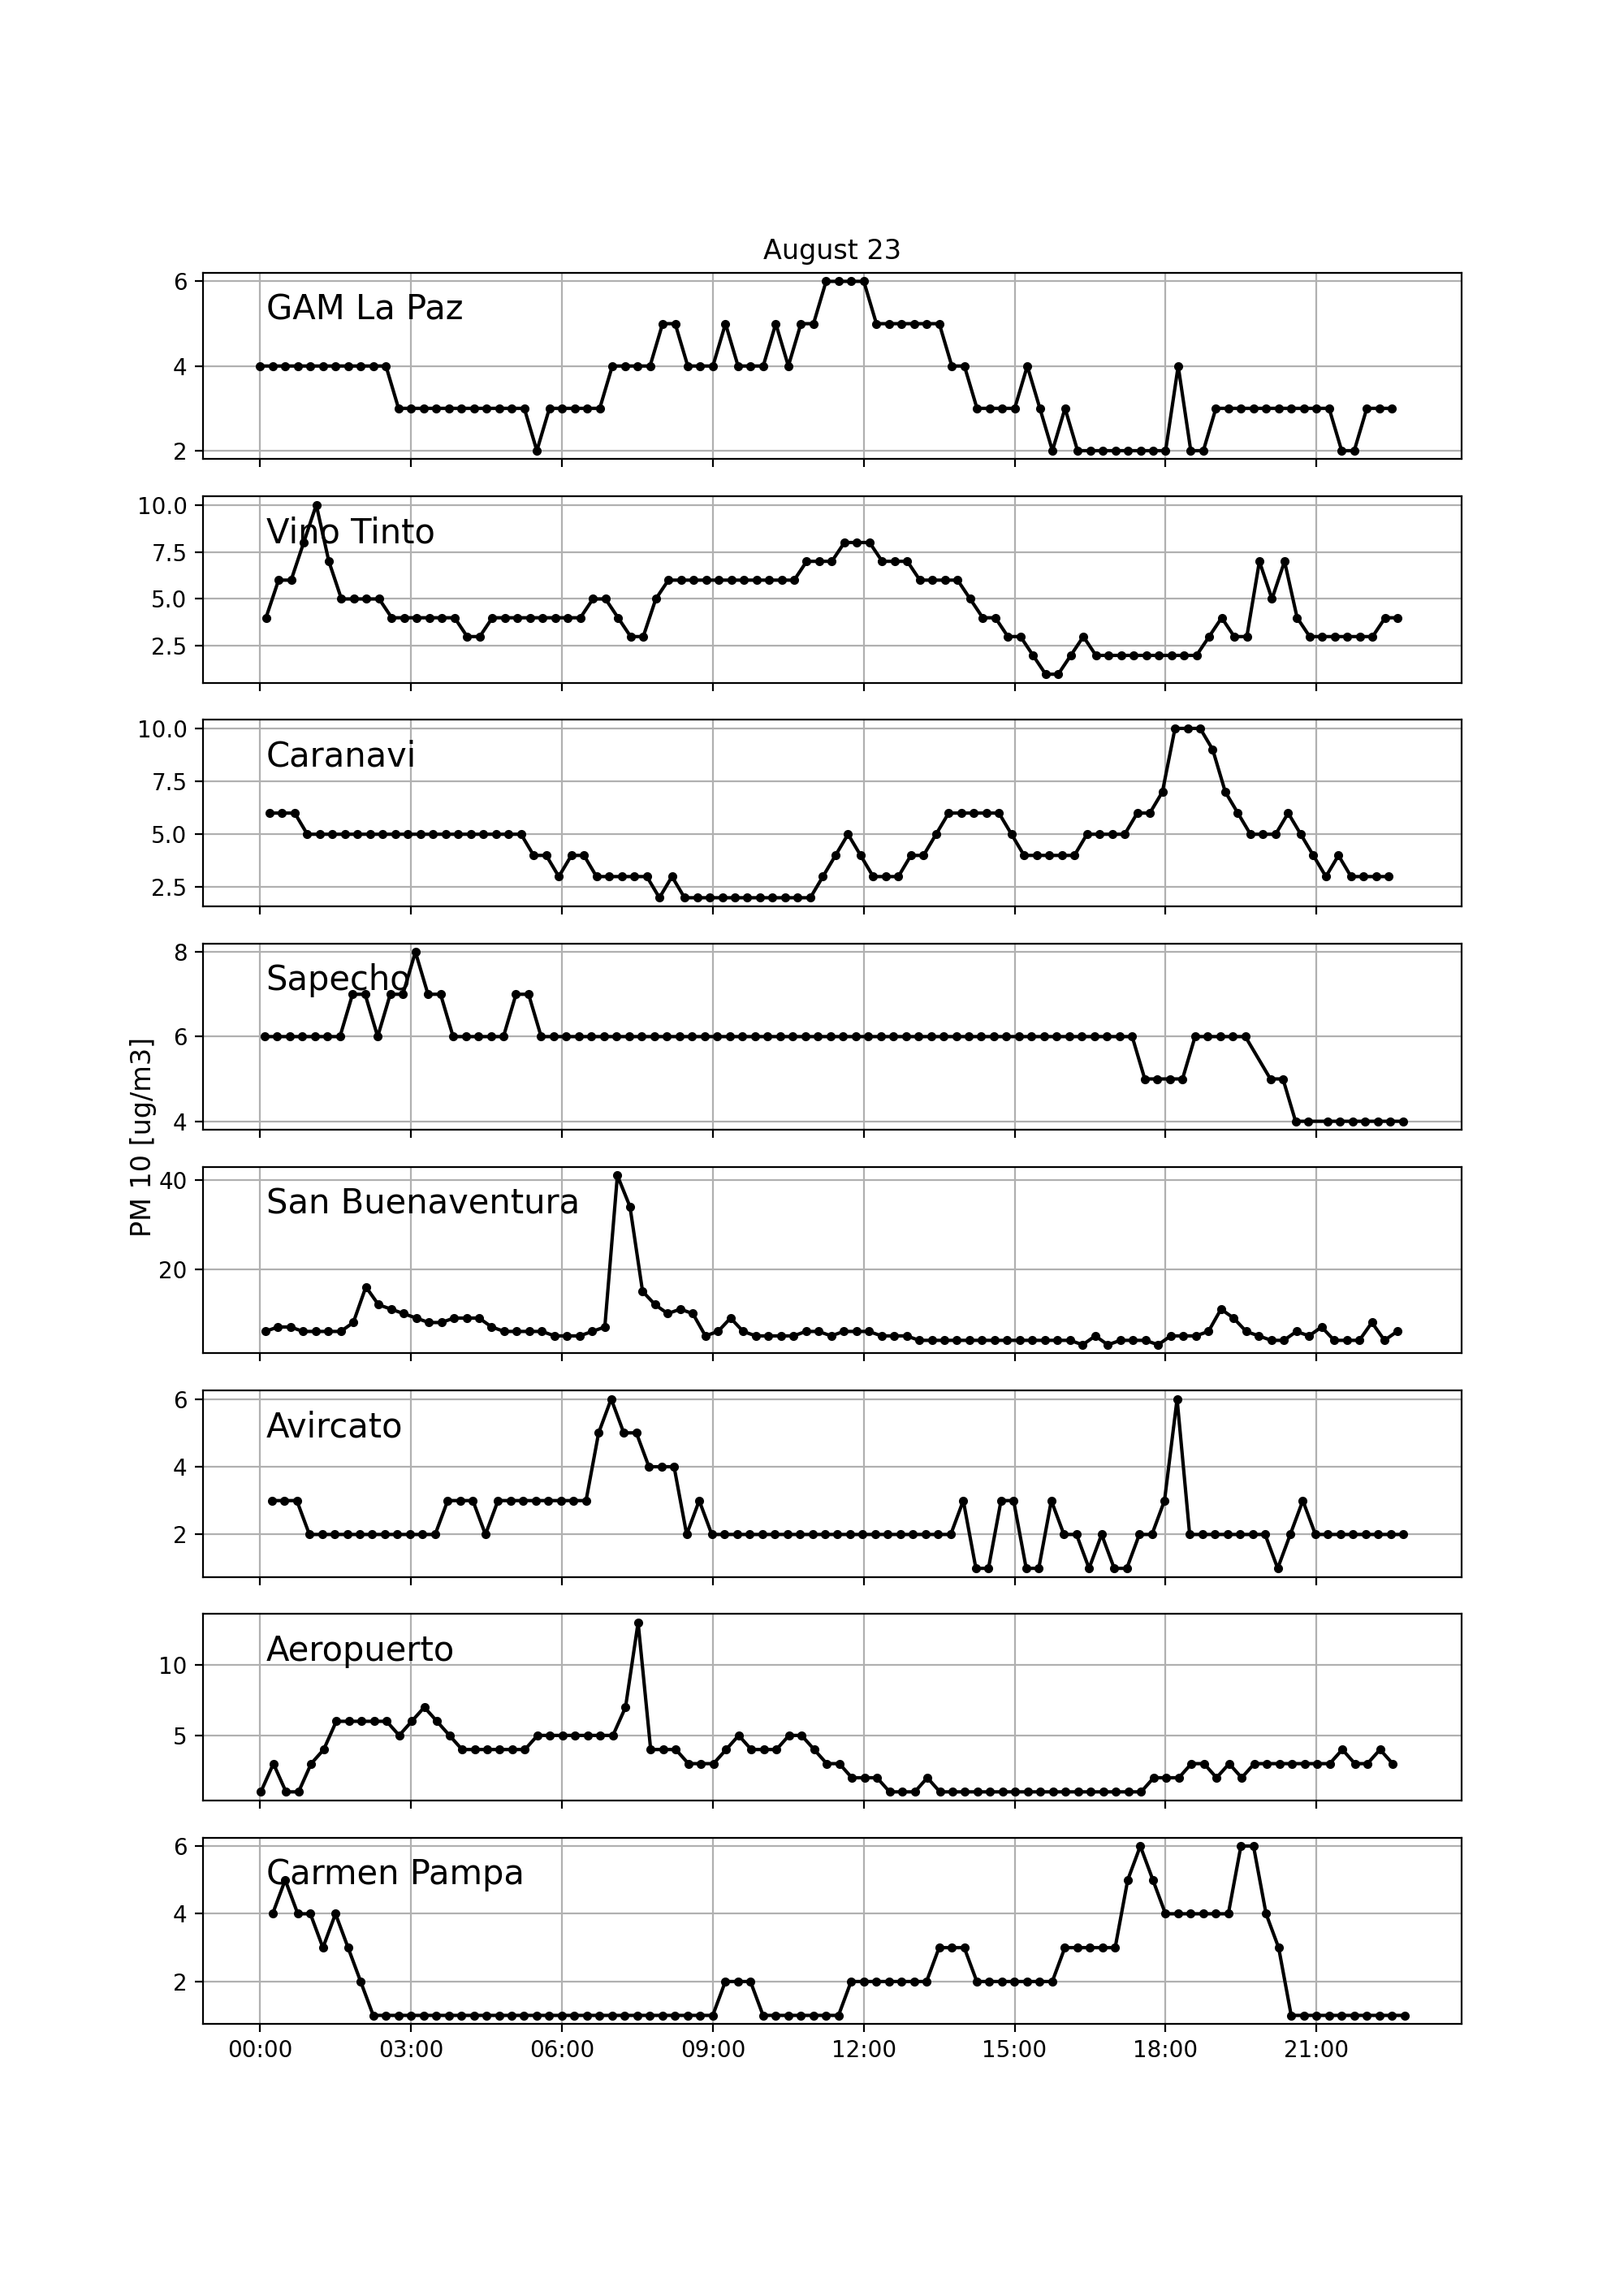 August 23
6
GAM La Paz
4
2
10.0
Vino Tinto
7.5
5.0
2.5
10.0
Caranavi
7.5
5.0
2.5
8
Sapecho
6
4
PM 10 [ug/m3]
40
San Buenaventura
20
6
Avircato
4
2
Aeropuerto
10
5
6
Carmen Pampa
4
2
00:00 03:00 06:00 09:00 12:00 15:00 18:00 21:00